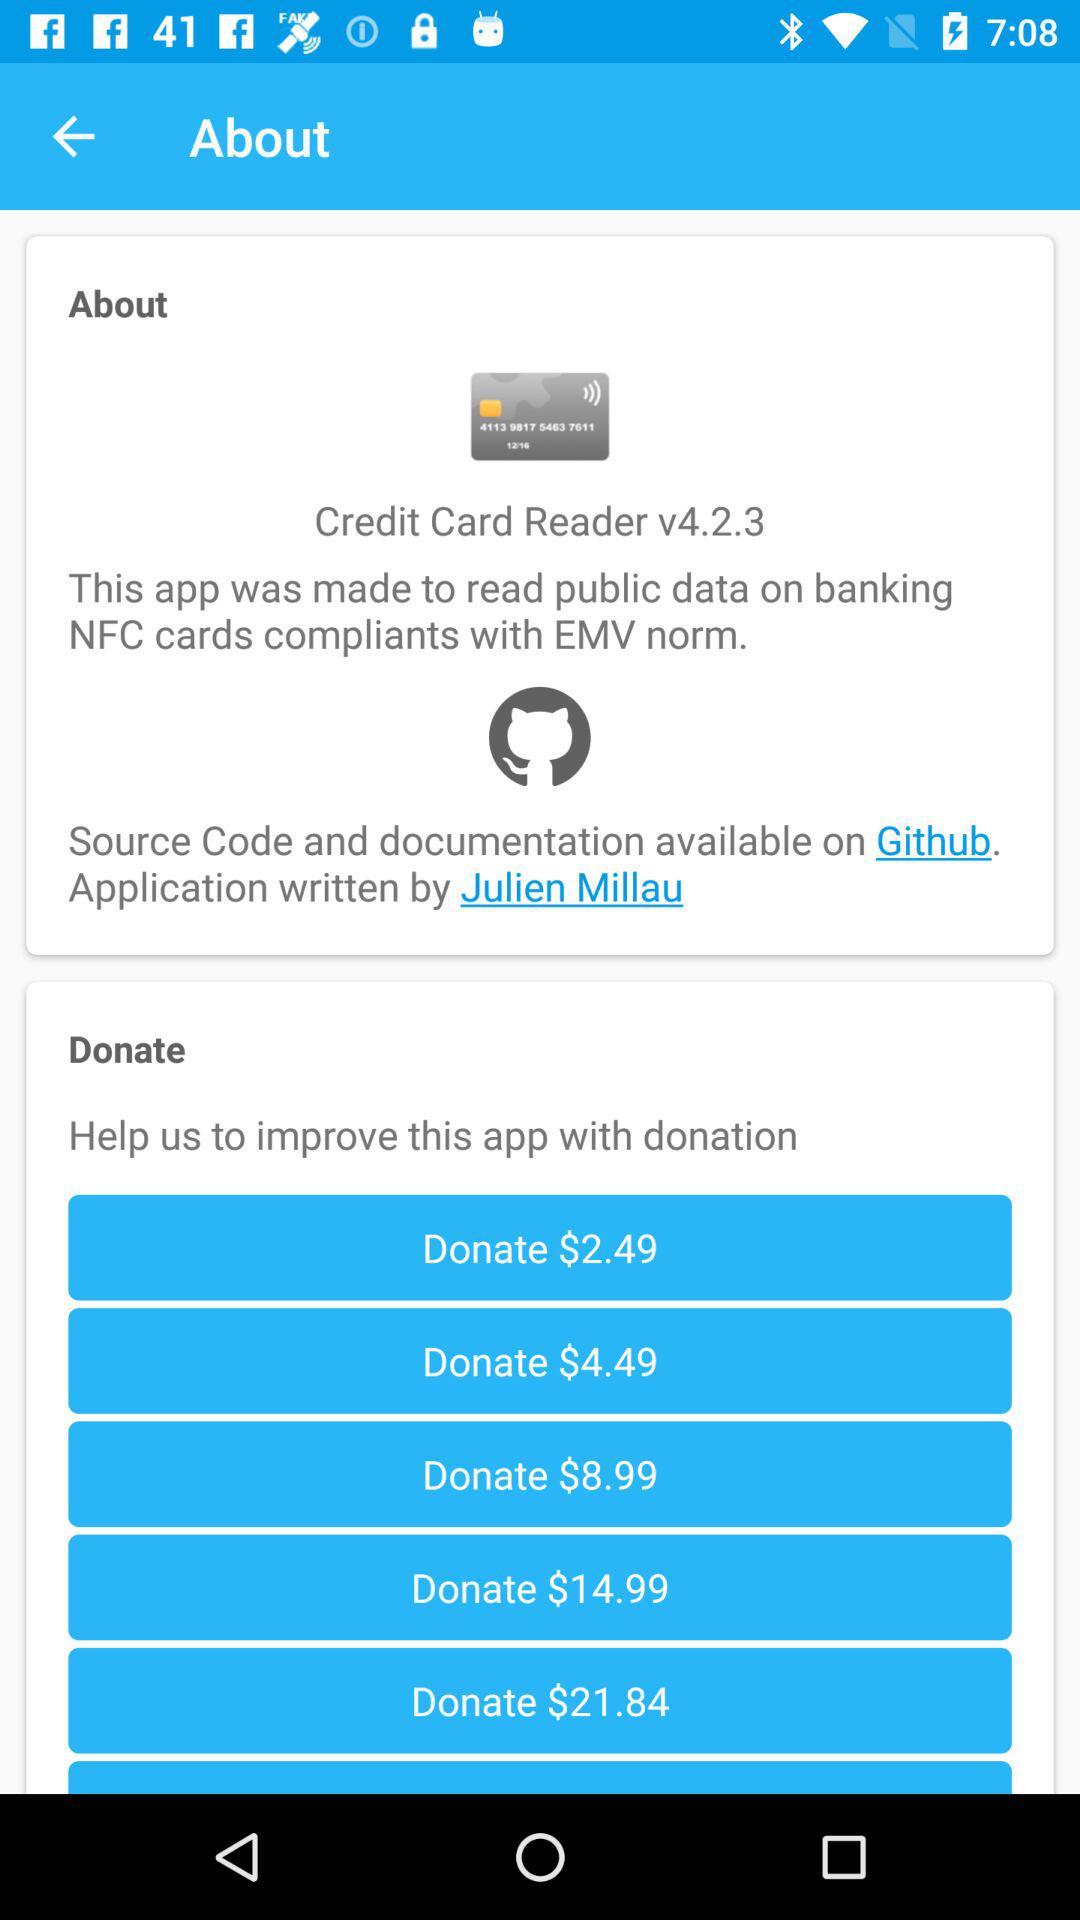 41 FAKE 7:08
About
About
4113 9817 5463 7611
12/16
Credit Card Reader v4.2.3
This app was made to read public data on banking
NFC cards compliants with EMV norm.
Source Code and documentation available on Github.
Application written by Julien Millau
Donate
Help us to improve this app with donation
Donate $2.49
Donate $4.49
Donate $8.99
Donate $14.99
Donate $21.84